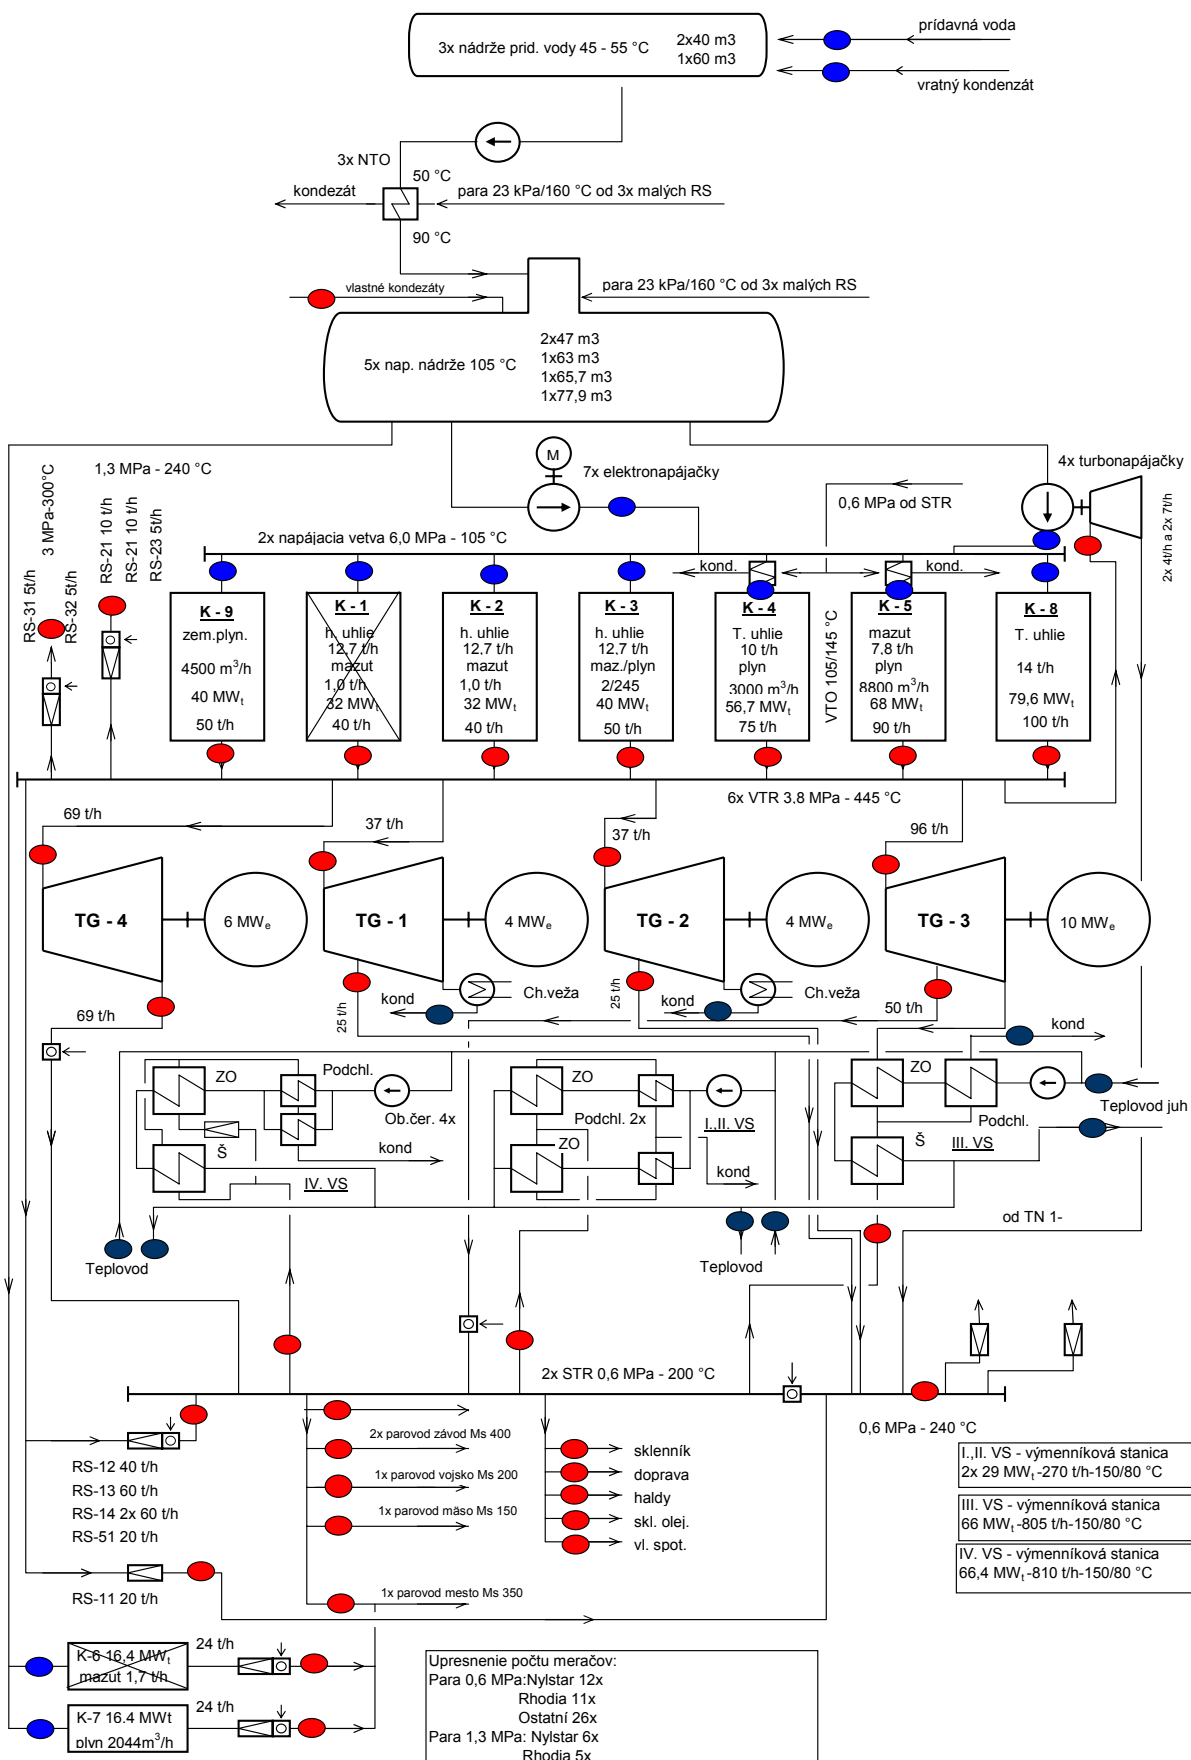 prídavná voda
3x nádrže prid. vody 45 - 55 °C
2x40 m3
1x60 m3
vratný kondenzát
3x NTO
50 °C
kondezát
para 23 kPa/160 °C od 3x malých RS
90 °C
vlastné kondezáty
para 23 kPa/160 °C od 3x malých RS
5x nap. nádrže 105 °C
2x47 m3
1x63 m3
1x65,7 m3
1x77,9 m3
M
7x elektronapájačky
4x turbonapájačky
2x 4t/h a 2x 7t/h
0,6 MPa od STR
1,3 MPa - 240 °C
3 MPa-300°C
RS-31 5t/h
RS-32 5t/h
RS-21 10 t/h
RS-21 10 t/h
RS-23 5t/h
2x napájacia vetva 6,0 MPa - 105 °C
kond.
kond.
VTO 105/145 °C
K - 9
zem.plyn.
4500 m³/h
40 MWt
50 t/h
K - 1
h. uhlie
12,7 t/h
mazut
1,0 t/h
32 MWt
40 t/h
K - 2
h. uhlie
12,7 t/h
mazut
1,0 t/h
32 MWt
40 t/h
K - 3
h. uhlie
12,7 t/h
maz./plyn
2/245
40 MWt
50 t/h
K - 4
T. uhlie
10 t/h
plyn
3000 m³/h
56,7 MWt
75 t/h
K - 5
mazut
7.8 t/h
plyn
8800 m³/h
68 MWt
90 t/h
K - 8
T. uhlie
14 t/h
79,6 MWt
100 t/h
6x VTR 3,8 MPa - 445 °C
69 t/h
37 t/h
37 t/h
96 t/h
TG - 4
6 MWe
TG - 1
4 MWe
TG - 2
4 MWe
TG - 3
10 MWe
69 t/h
25 t/h
kond
Ch.veža
25 t/h
kond
Ch.veža
50 t/h
kond
ZO
Podchl.
Ob.čer. 4x
Š
kond
IV. VS
ZO
Podchl. 2x
I.,II. VS
ZO
kond
ZO
Podchl.
Š
III. VS
Teplovod juh
od TN 1-
Teplovod
Teplovod
2x STR 0,6 MPa - 200 °C
0,6 MPa - 240 °C
RS-12 40 t/h
RS-13 60 t/h
RS-14 2x 60 t/h
RS-51 20 t/h
RS-11 20 t/h
2x parovod závod Ms 400
1x parovod vojsko Ms 200
1x parovod mäso Ms 150
1x parovod mesto Ms 350
sklenník
doprava
haldy
skl. olej.
vl. spot.
I.,II. VS - výmenníková stanica
2x 29 MWt -270 t/h-150/80 °C
III. VS - výmenníková stanica
66 MWt -805 t/h-150/80 °C
IV. VS - výmenníková stanica
66,4 MWt -810 t/h-150/80 °C
K-6 16,4 MWt
mazut 1,7 t/h
24 t/h
K-7 16.4 MWt
plyn 2044m³/h
24 t/h
Upresnenie počtu meračov:
Para 0,6 MPa:Nylstar 12x
Rhodia 11x
Ostatní 26x
Para 1,3 MPa: Nylstar 6x
Rhodia 5x